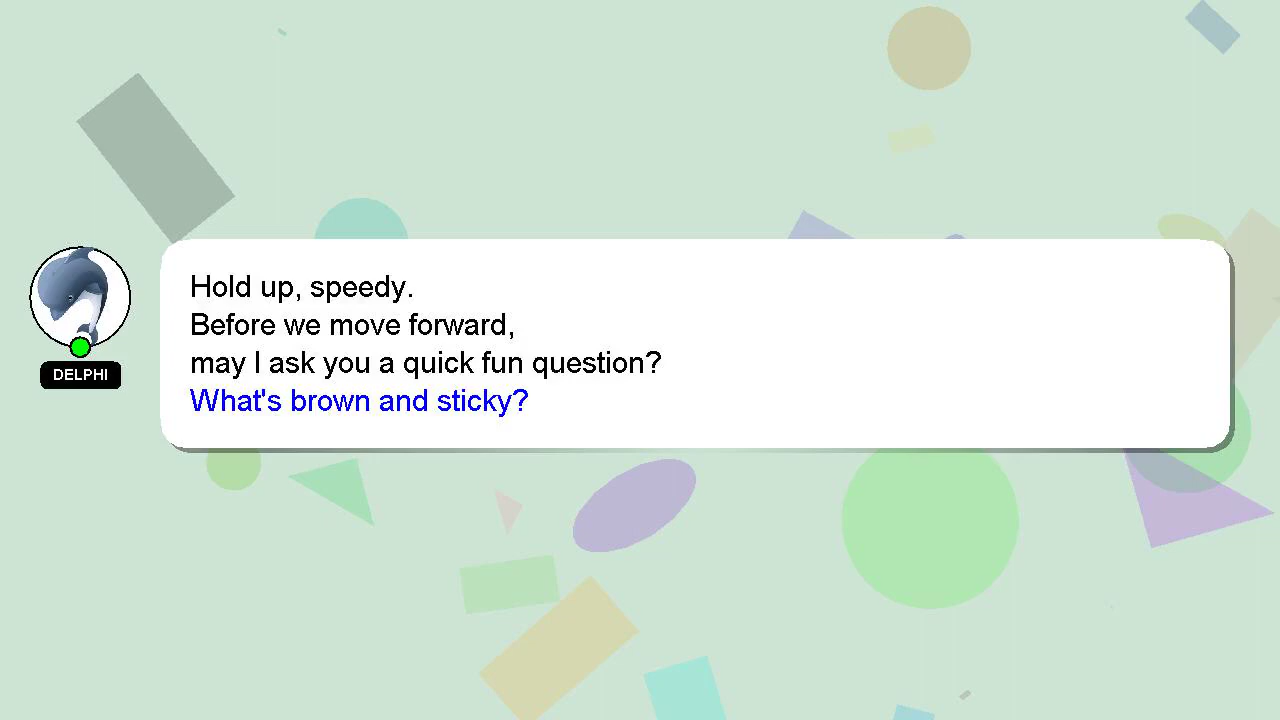 Hold up, speedy.
Before we move forward,
may I ask you a quick fun question?
What's brown and sticky?
DELPHI